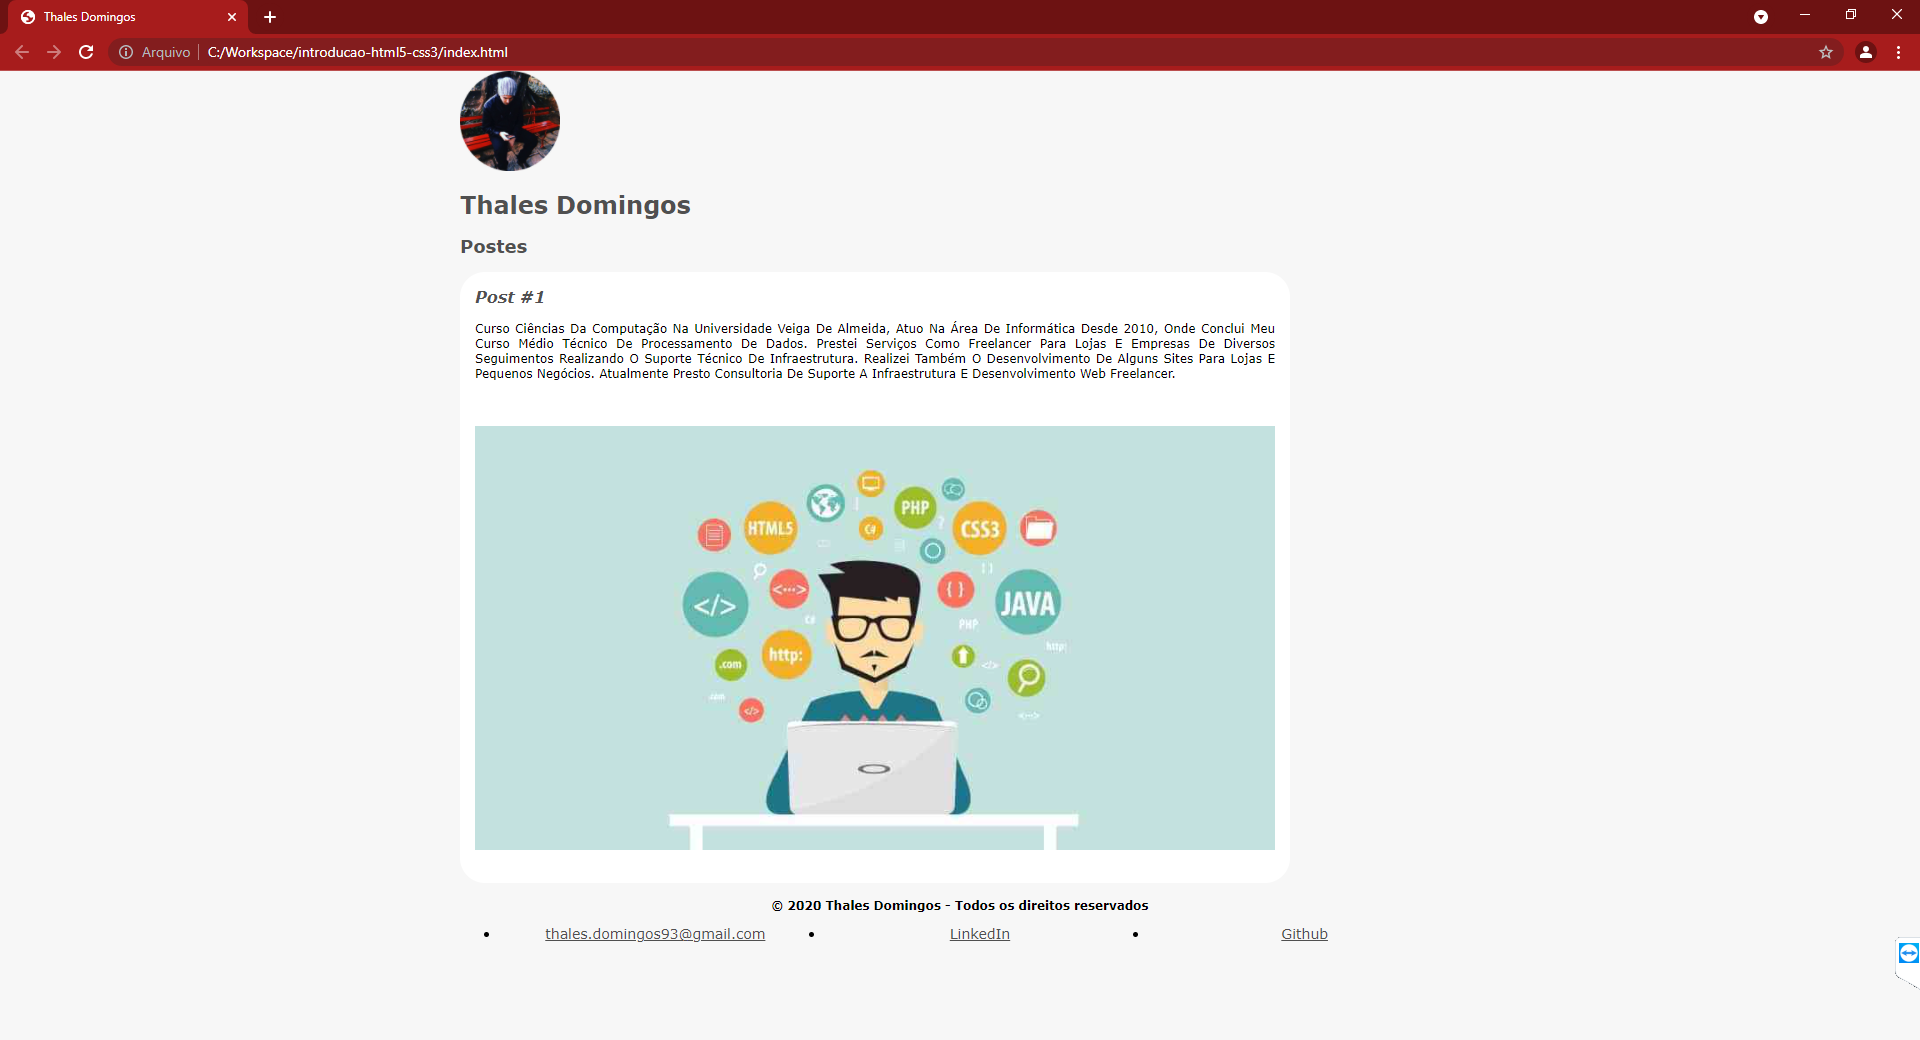 Thales Domingos
Arquivo
C:/Workspace/introducao-html5-css3/index.html
Thales Domingos
Postes
Post #1
Curso Ciências Da Computação Na Universidade Veiga De Almeida, Atuo Na Área De Informática Desde 2010, Onde Conclui Meu
Curso Médio Técnico De Processamento De Dados. Prestei Serviços Como Freelancer Para Lojas E Empresas De Diversos
Seguimentos Realizando O Suporte Técnico De Infraestrutura. Realizei Também O Desenvolvimento De Alguns Sites Para Lojas E
Pequenos Negócios. Atualmente Presto Consultoria De Suporte A Infraestrutura E Desenvolvimento Web Freelancer.
PHP
HTML5
C#
CSS3
{ }
<···>
{ }
</>
JAVA
C#
PHP
http:
http:
.com
</>
.com
</>
<···>
© 2020 Thales Domingos - Todos os direitos reservados
thales.domingos93@gmail.com
LinkedIn
Github